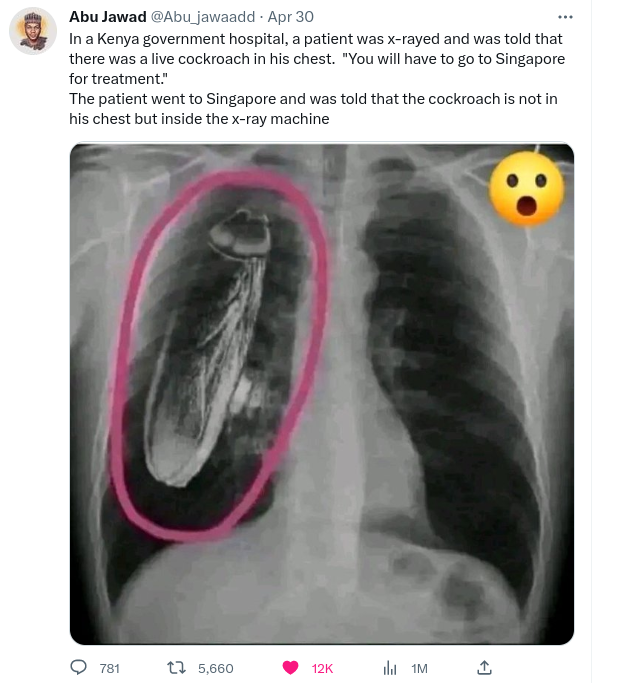 Abu Jawad @Abu_jawaadd · Apr 30
In a Kenya government hospital, a patient was x-rayed and was told that
there was a live cockroach in his chest.  "You will have to go to Singapore
for treatment."
The patient went to Singapore and was told that the cockroach is not in
his chest but inside the x-ray machine
781 5,660 12K 1M